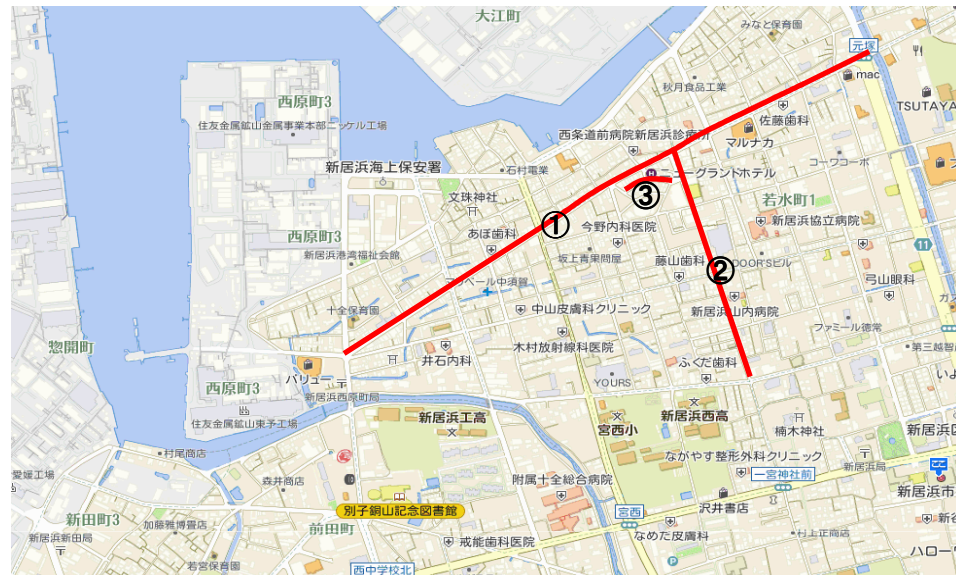 大江町
みなと保育園
元塚
mac
TSUTAYA
西原町3
秋月食品工業
住友金属鉱山金属事業本部ニッケル工場
佐藤歯科
西条道前病院新居浜診療所
マルナカ
コーワコーポ
新居浜海上保安署
石村電業
ニューグランドホテル
③
文珠神社
若水町1
①
今野内科医院
新居浜協立病院
西原町3
あぼ歯科
新居浜港湾福祉会館
坂上青果問屋
藤山歯科
②
DOOR'Sビル
11
弓山眼科
中須賀
十全保育園
中山皮膚科クリニック
新居浜山内病院
ガス
ファミール徳常
惣開町
木村放射線科医院
第三越智
井石内科
ふくだ歯科
バリュー
YOURS
いよ
西原町3
新居浜西原町局
新居浜工高
新居浜西高
住友金属鉱山東予工場
宮西小
楠木神社
新居浜
村尾商店
ながやす整形外科クリニック
新居浜局
愛媛工場
森井商店
附属十全総合病院
一宮神社前
新居浜市
別子銅山記念図書館
宮西
沢井書店
新田町3
加藤雅博畳店
前田町
新谷
新居浜新田局
戒能歯科医院
なめた皮膚科
村上正商店
ハロー
若宮保育園
西中学校北